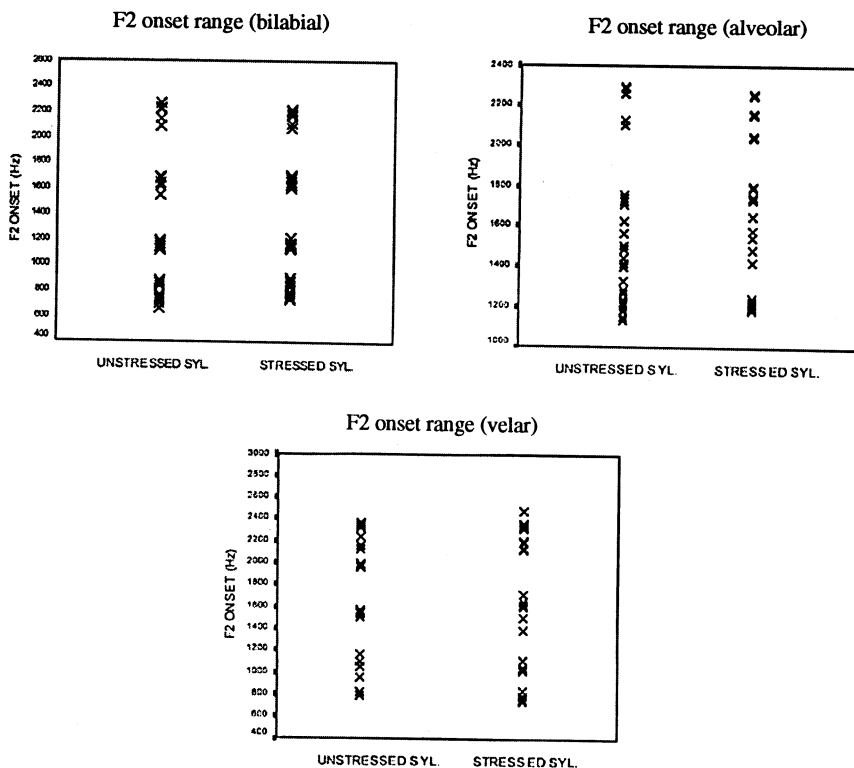 F2 onset range (bilabial)
F2 ONSET (Hz)
2600
2400
2200
2000
1800
1600
1400
1200
1000
800
600
400
UNSTRESSED SYL.
STRESSED SYL.
F2 onset range (alveolar)
F2 ONSET (Hz)
2400
2200
2000
1800
1600
1400
1200
1000
UNSTRESSED SYL.
STRESSED SYL.
F2 onset range (velar)
F2 ONSET (Hz)
3000
2800
2600
2400
2200
2000
1800
1600
1400
1200
1000
800
600
400
UNSTRESSED SYL.
STRESSED SYL.